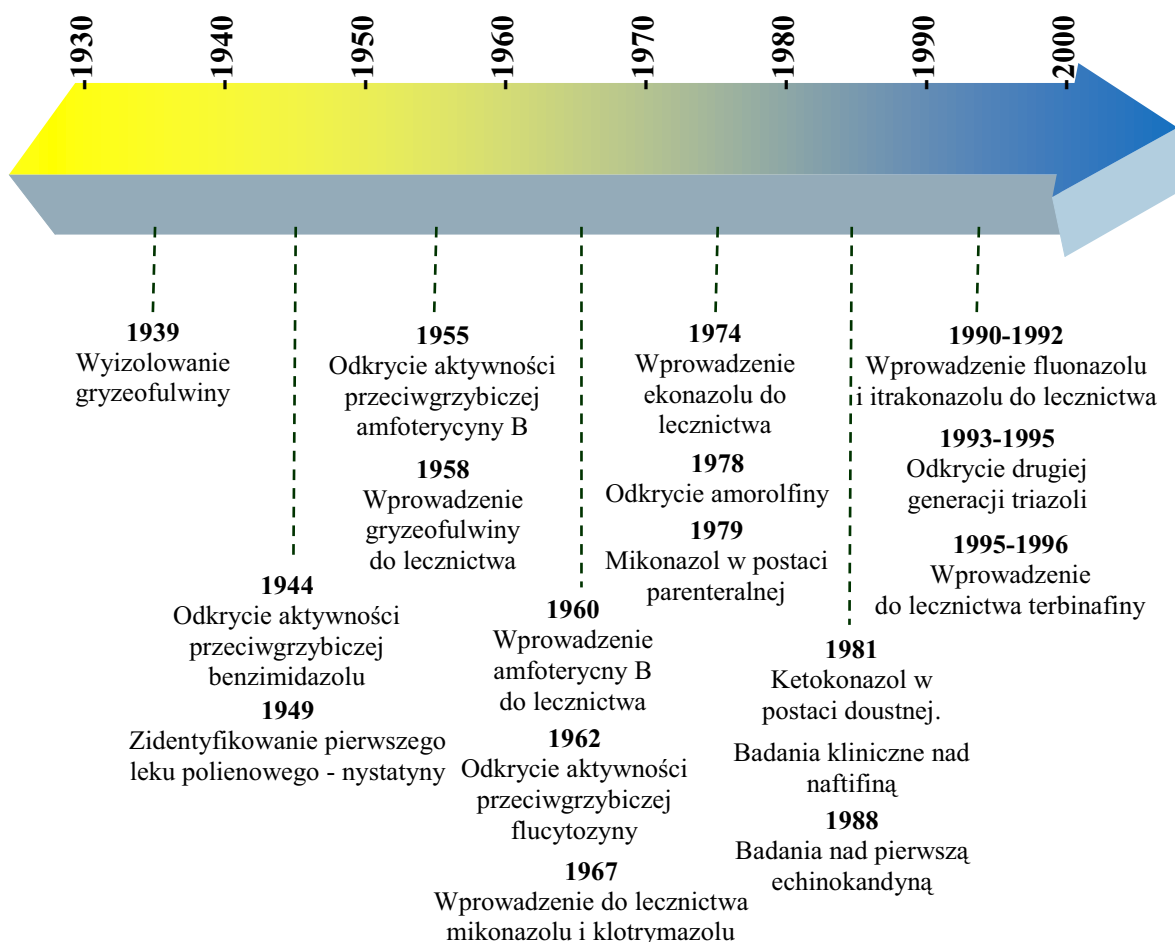 1930
1940
1950
1960
1970
1980
1990
2000
1939
Wyizolowanie
gryzeofulwiny
1944
Odkrycie aktywności
przeciwgrzybiczej
benzimidazolu
1949
Zidentyfikowanie pierwszego
leku polienowego - nystatyny
1955
Odkrycie aktywności
przeciwgrzybiczej
amfoterycyny B
1958
Wprowadzenie
gryzeofulwiny
do lecznictwa
1960
Wprowadzenie
amfoterycny B
do lecznictwa
1962
Odkrycie aktywności
przeciwgrzybiczej
flucytozyny
1967
Wprowadzenie do lecznictwa
mikonazolu i klotrymazolu
1974
Wprowadzenie
ekonazolu do
lecznictwa
1978
Odkrycie amorolfiny
1979
Mikonazol w postaci
parenteralnej
1981
Ketokonazol w
postaci doustnej.
Badania kliniczne nad
naftifiną
1988
Badania nad pierwszą
echinokandyną
1990-1992
Wprowadzenie fluonazolu
i itrakonazolu do lecznictwa
1993-1995
Odkrycie drugiej
generacji triazoli
1995-1996
Wprowadzenie
do lecznictwa terbinafiny